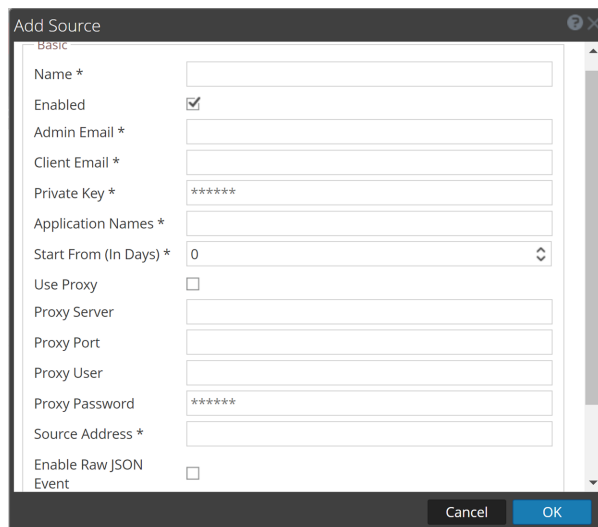 Add Source
Basic
Name *
Enabled
Admin Email *
Client Email *
Private Key * ******
Application Names *
Start From (In Days) * 0
Use Proxy
Proxy Server
Proxy Port
Proxy User
Proxy Password ******
Source Address *
Enable Raw JSON
Event
Cancel OK